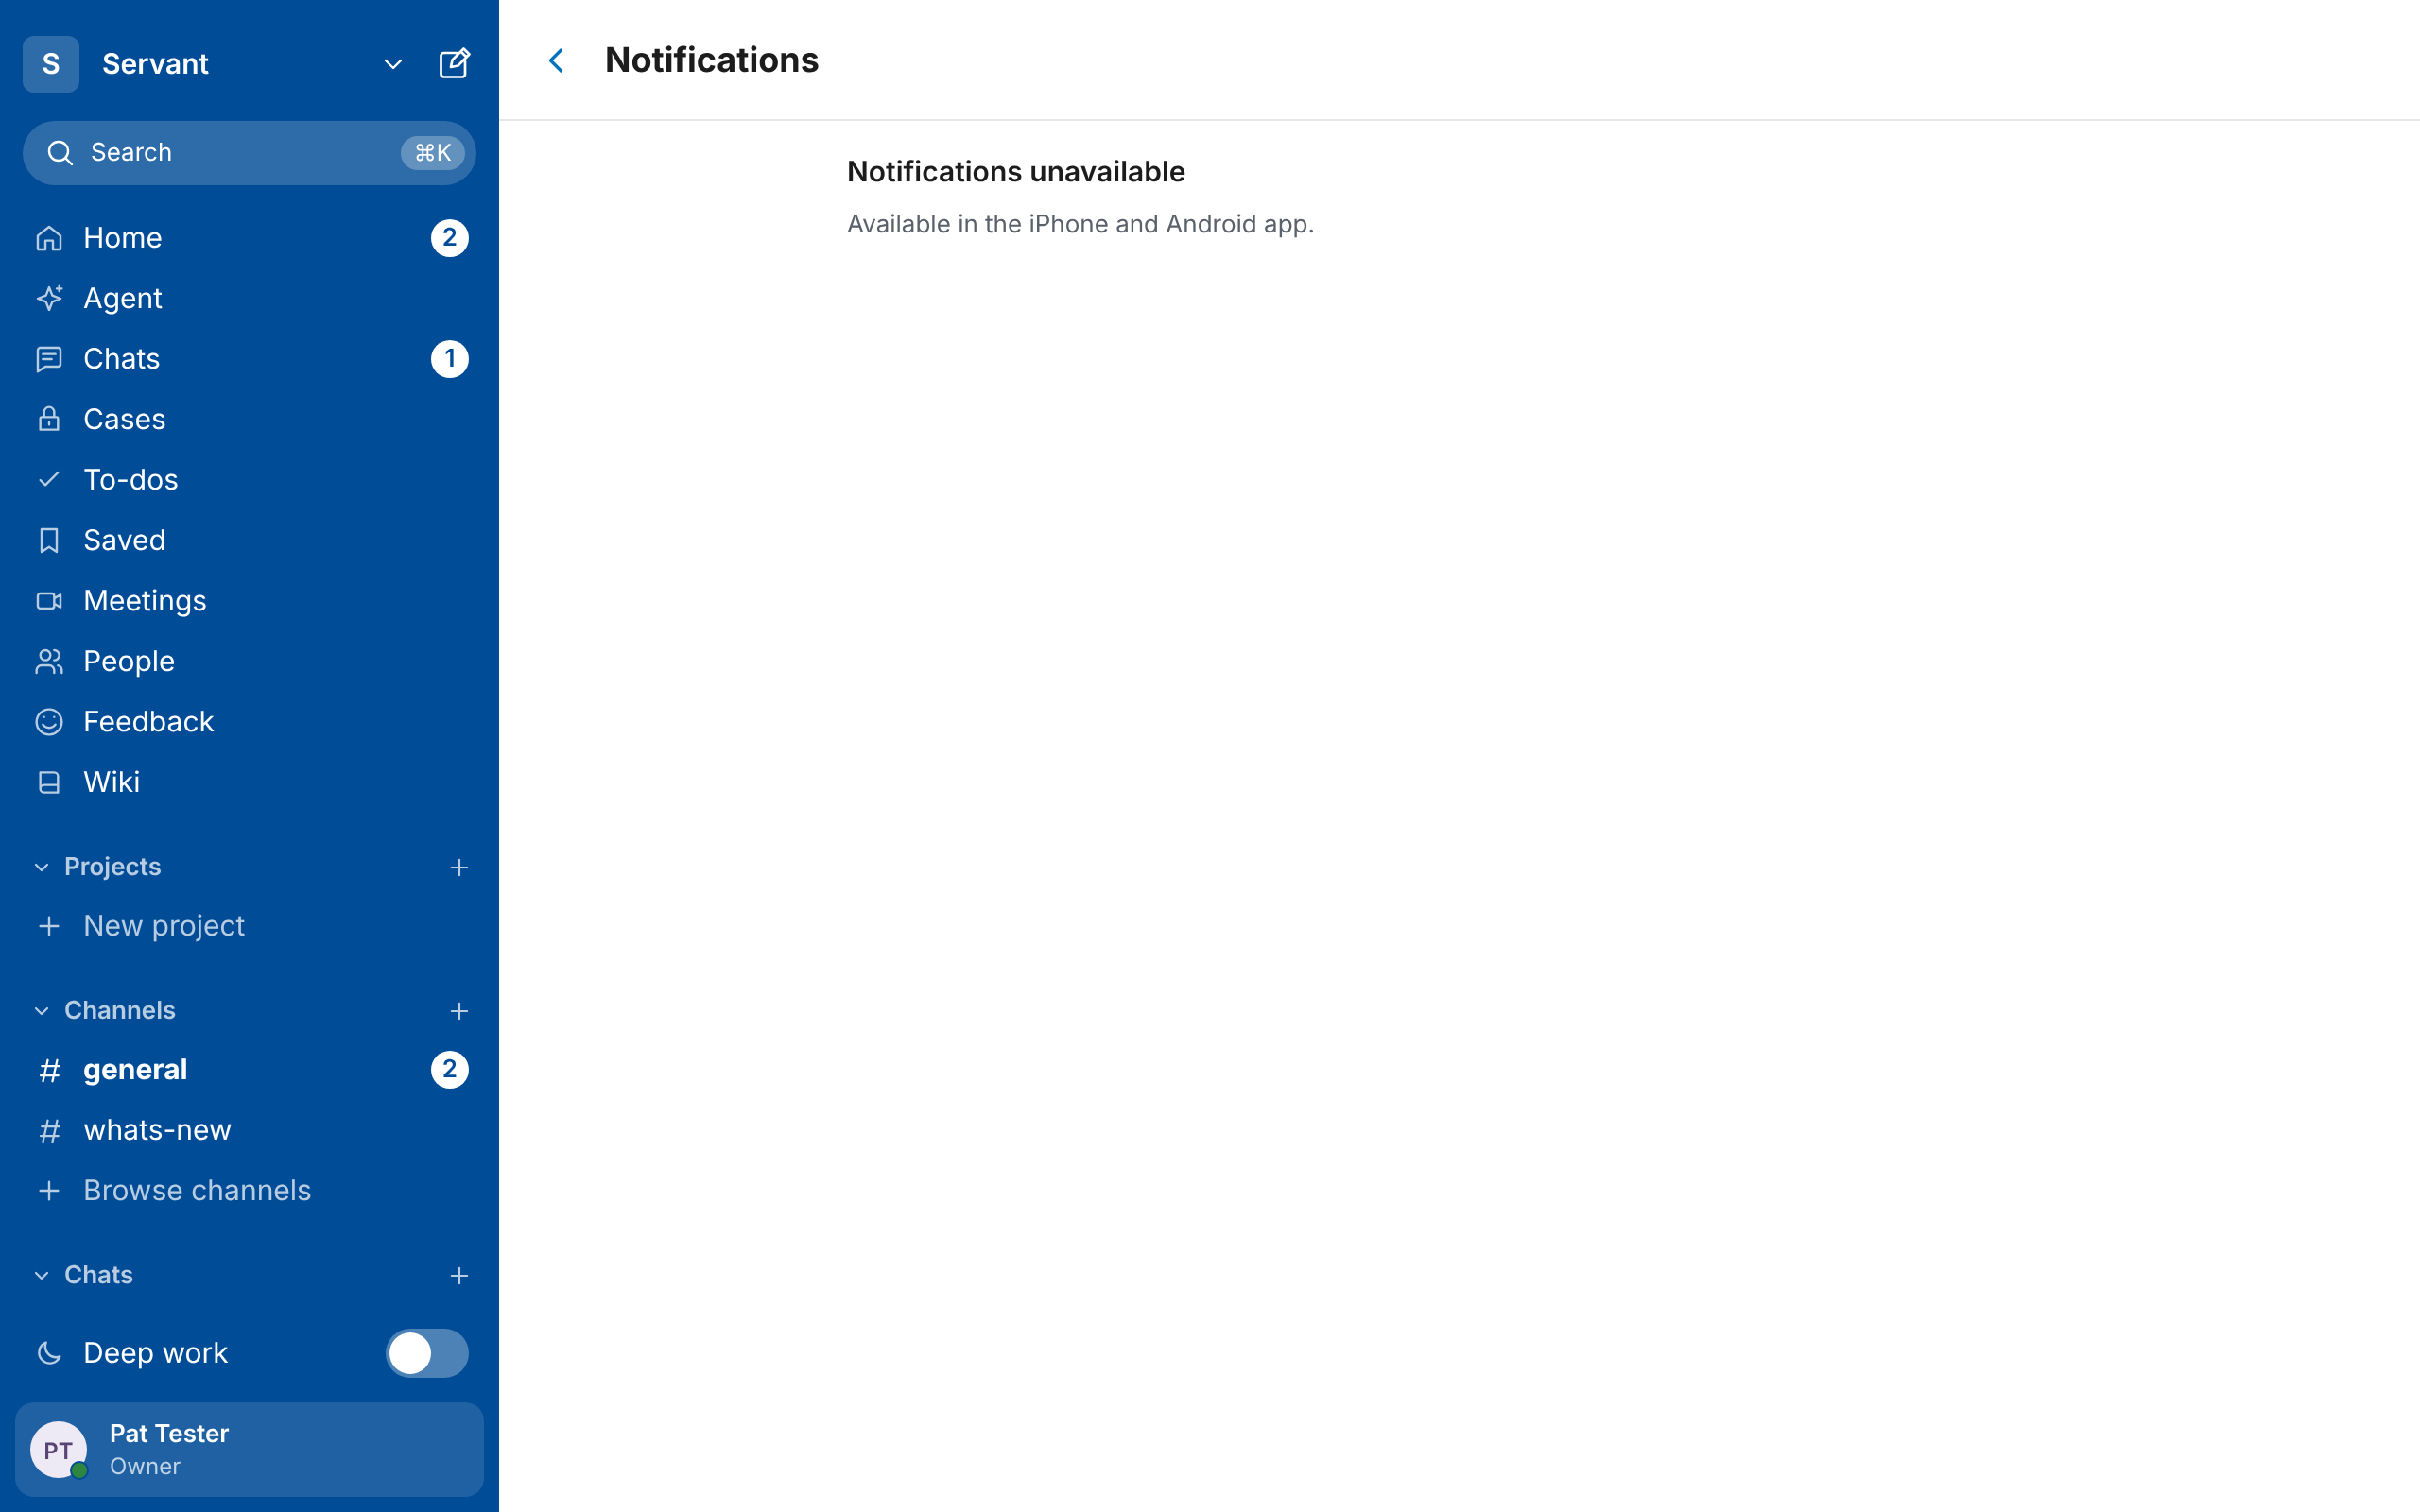 S Servant
Search ⌘K
Home 2
Agent
Chats 1
Cases
To-dos
Saved
Meetings
People
Feedback
Wiki
Projects
New project
Channels
# general 2
# whats-new
Browse channels
Chats
Deep work
PT
Pat Tester
Owner
Notifications
Notifications unavailable
Available in the iPhone and Android app.